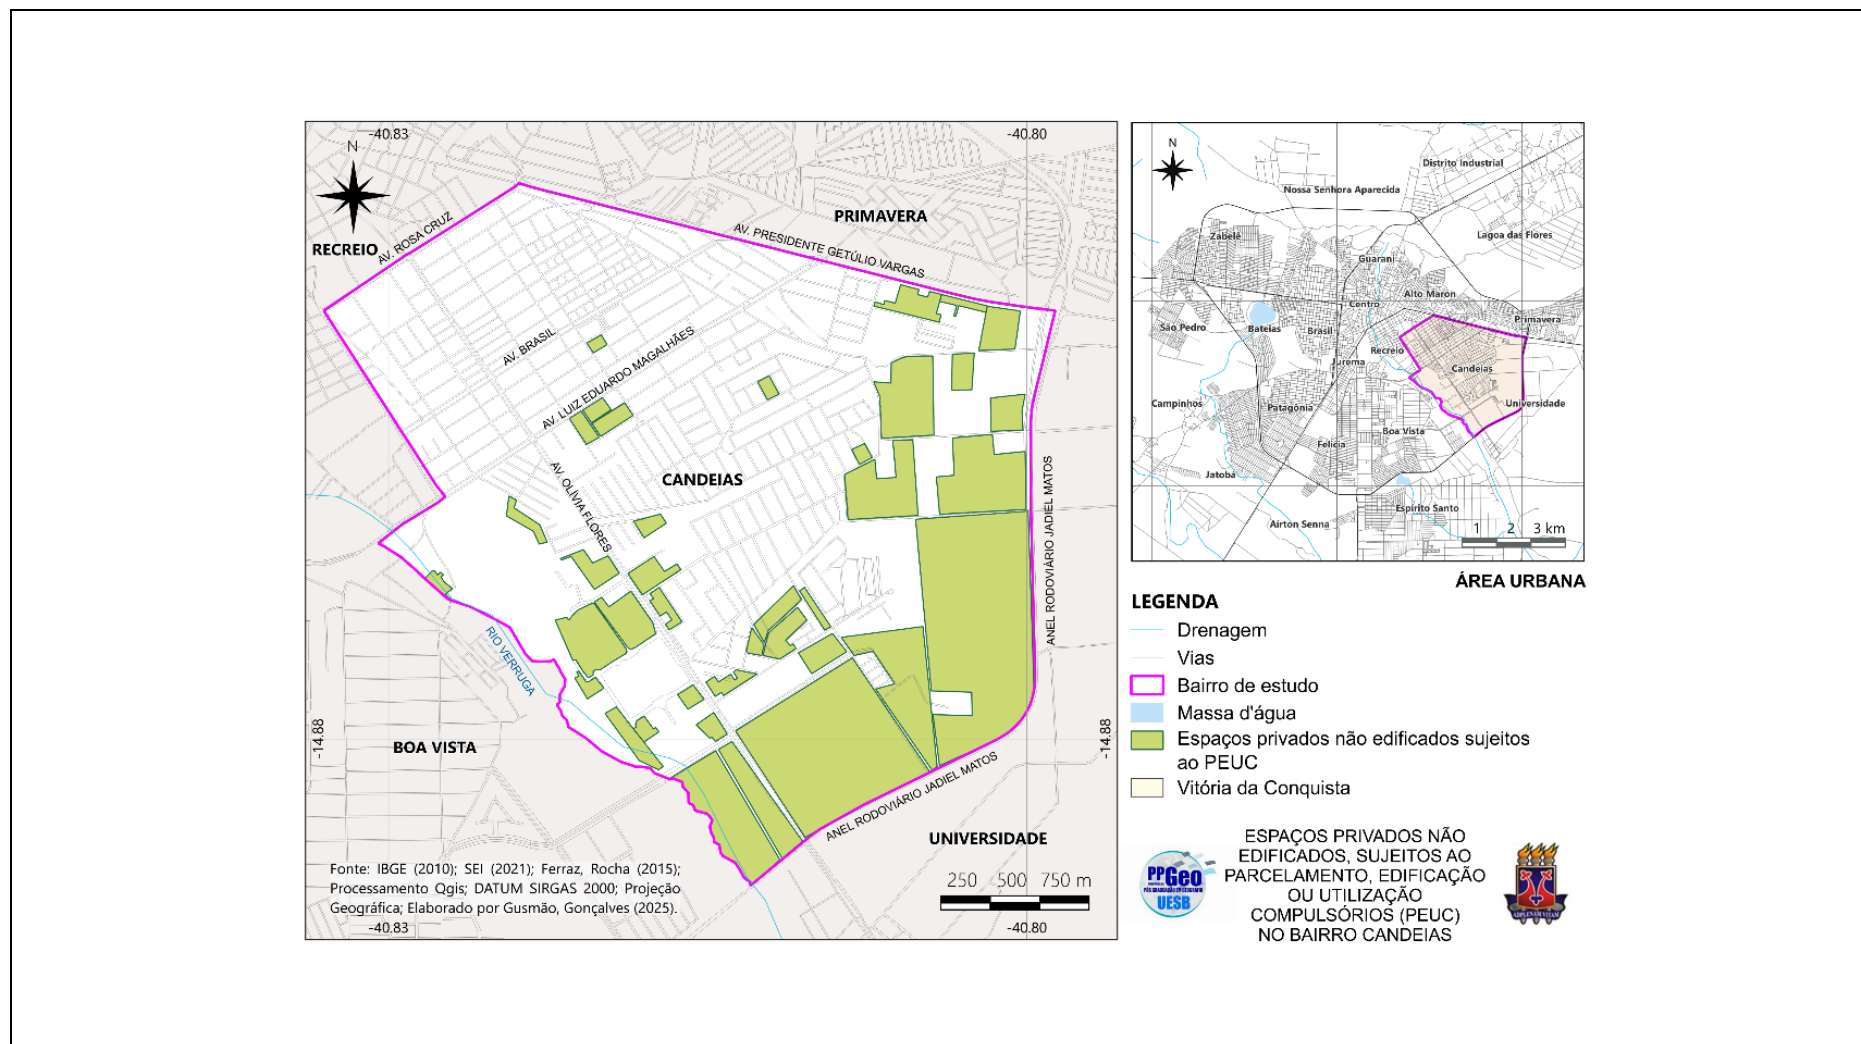 -40.83
-40.80
N
PRIMAVERA
RECREIO
AV. ROSA CRUZ
AV. PRESIDENTE GETÚLIO VARGAS
AV. BRASIL
AV. LUIZ EDUARDO MAGALHÃES
CANDEIAS
AV. OLÍVIA FLORES
ANEL RODOVIÁRIO JADIEL MATOS
RIO VERRUGA
-14.88
-14.88
BOA VISTA
ANEL RODOVIÁRIO JADIEL MATOS
UNIVERSIDADE
Fonte: IBGE (2010); SEI (2021); Ferraz, Rocha (2015);
Processamento Qgis; DATUM SIRGAS 2000; Projeção
Geográfica; Elaborado por Gusmão, Gonçalves (2025).
250 500 750 m
-40.83
-40.80
N
Distrito Industrial
Nossa Senhora Aparecida
Zabelê
Lagoa das Flores
Guarani
Alto Maron
Centro
Primavera
São Pedro
Bateias
Brasil
Recreio
Jurema
Candeias
Campinhos
Patagônia
Universidade
Boa Vista
Felícia
Jatobá
Espírito Santo
Aírton Senna
1 2 3 km
ÁREA URBANA
LEGENDA
Drenagem
Vias
Bairro de estudo
Massa d'água
Espaços privados não edificados sujeitos
ao PEUC
Vitória da Conquista
PPGeo
UESB
ESPAÇOS PRIVADOS NÃO
EDIFICADOS, SUJEITOS AO
PARCELAMENTO, EDIFICAÇÃO
OU UTILIZAÇÃO
COMPULSÓRIOS (PEUC)
NO BAIRRO CANDEIAS